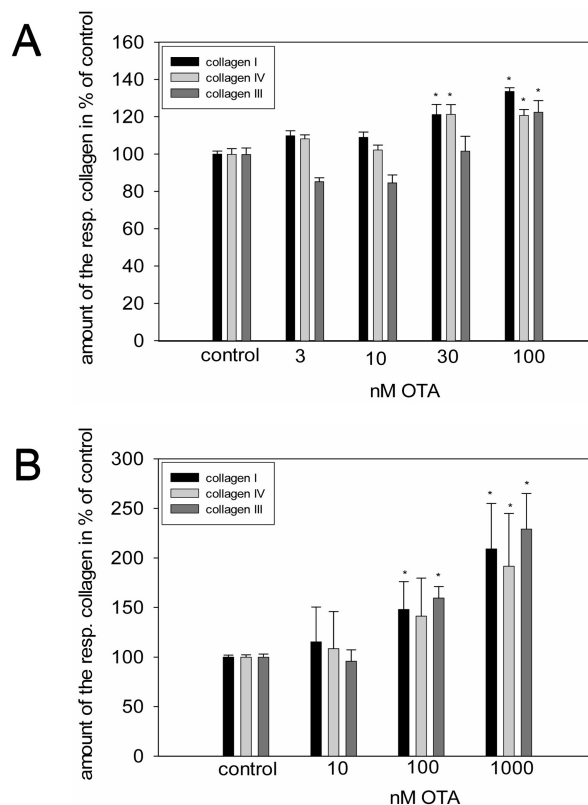 A
amount of the resp. collagen in % of control
160
140
120
100
80
60
40
20
0
collagen I
collagen IV
collagen III
* *
* * *
control 3 10 30 100
nM OTA
B
amount of the resp. collagen in % of control
300
250
200
150
100
50
0
collagen I
collagen IV
collagen III
* *
* * *
control 10 100 1000
nM OTA